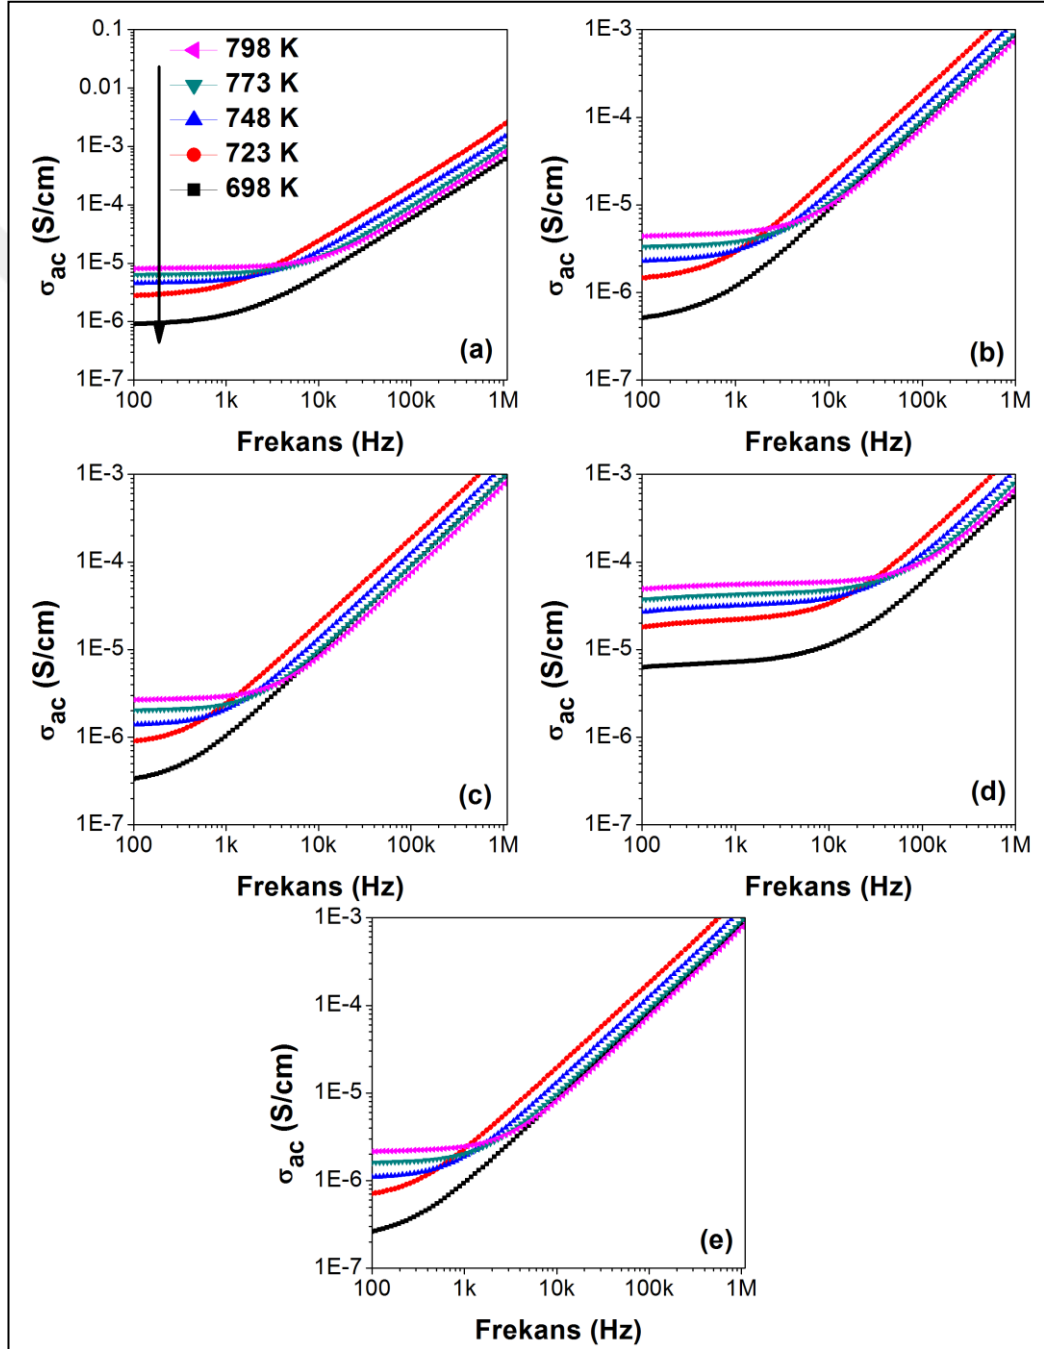 0.1
0.01
1E-3
1E-4
1E-5
1E-6
1E-7
σac (S/cm)
798 K
773 K
748 K
723 K
698 K
(a)
100 1k 10k 100k 1M
Frekans (Hz)
1E-3
1E-4
1E-5
1E-6
1E-7
σac (S/cm)
(b)
100 1k 10k 100k 1M
Frekans (Hz)
1E-3
1E-4
1E-5
1E-6
1E-7
σac (S/cm)
(c)
100 1k 10k 100k 1M
Frekans (Hz)
1E-3
1E-4
1E-5
1E-6
1E-7
σac (S/cm)
(d)
100 1k 10k 100k 1M
Frekans (Hz)
1E-3
1E-4
1E-5
1E-6
1E-7
σac (S/cm)
(e)
100 1k 10k 100k 1M
Frekans (Hz)